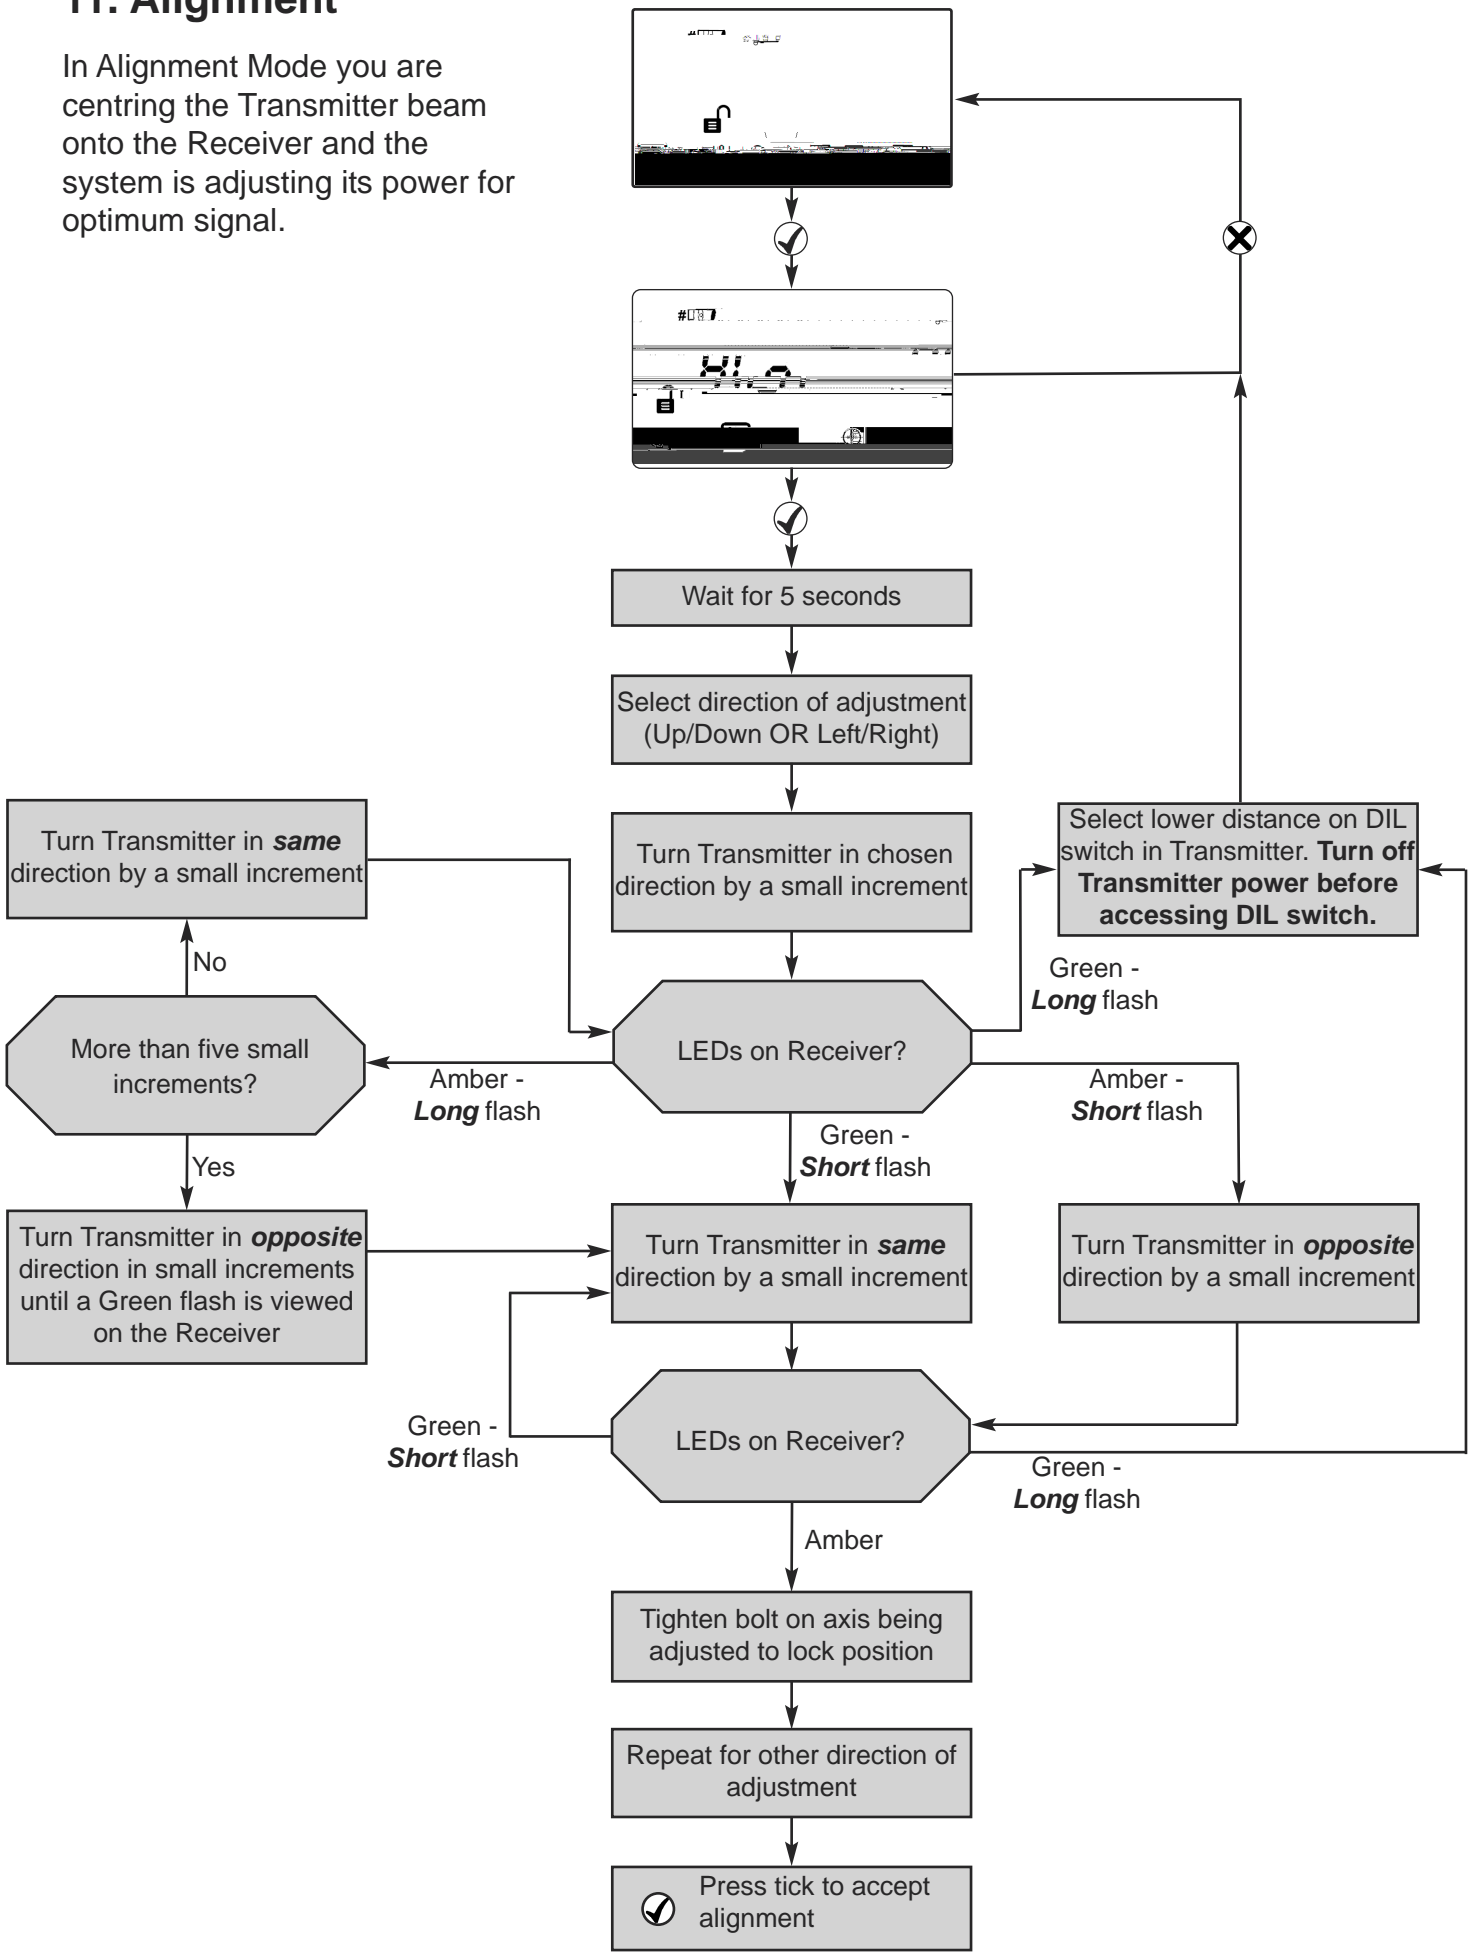 11. Alignment
In Alignment Mode you are
centring the Transmitter beam
onto the Receiver and the
system is adjusting its power for
optimum signal.
Wait for 5 seconds
Select direction of adjustment
(Up/Down OR Left/Right)
Turn Transmitter in same
direction by a small increment
Turn Transmitter in chosen
direction by a small increment
Select lower distance on DIL
switch in Transmitter. Turn off
Transmitter power before
accessing DIL switch.
No
Green -
Long flash
More than five small
increments?
LEDs on Receiver?
Amber -
Long flash
Amber -
Short flash
Green -
Short flash
Yes
Turn Transmitter in opposite
direction in small increments
until a Green flash is viewed
on the Receiver
Turn Transmitter in same
direction by a small increment
Turn Transmitter in opposite
direction by a small increment
Green -
Short flash
LEDs on Receiver?
Green -
Long flash
Amber
Tighten bolt on axis being
adjusted to lock position
Repeat for other direction of
adjustment
Press tick to accept
alignment